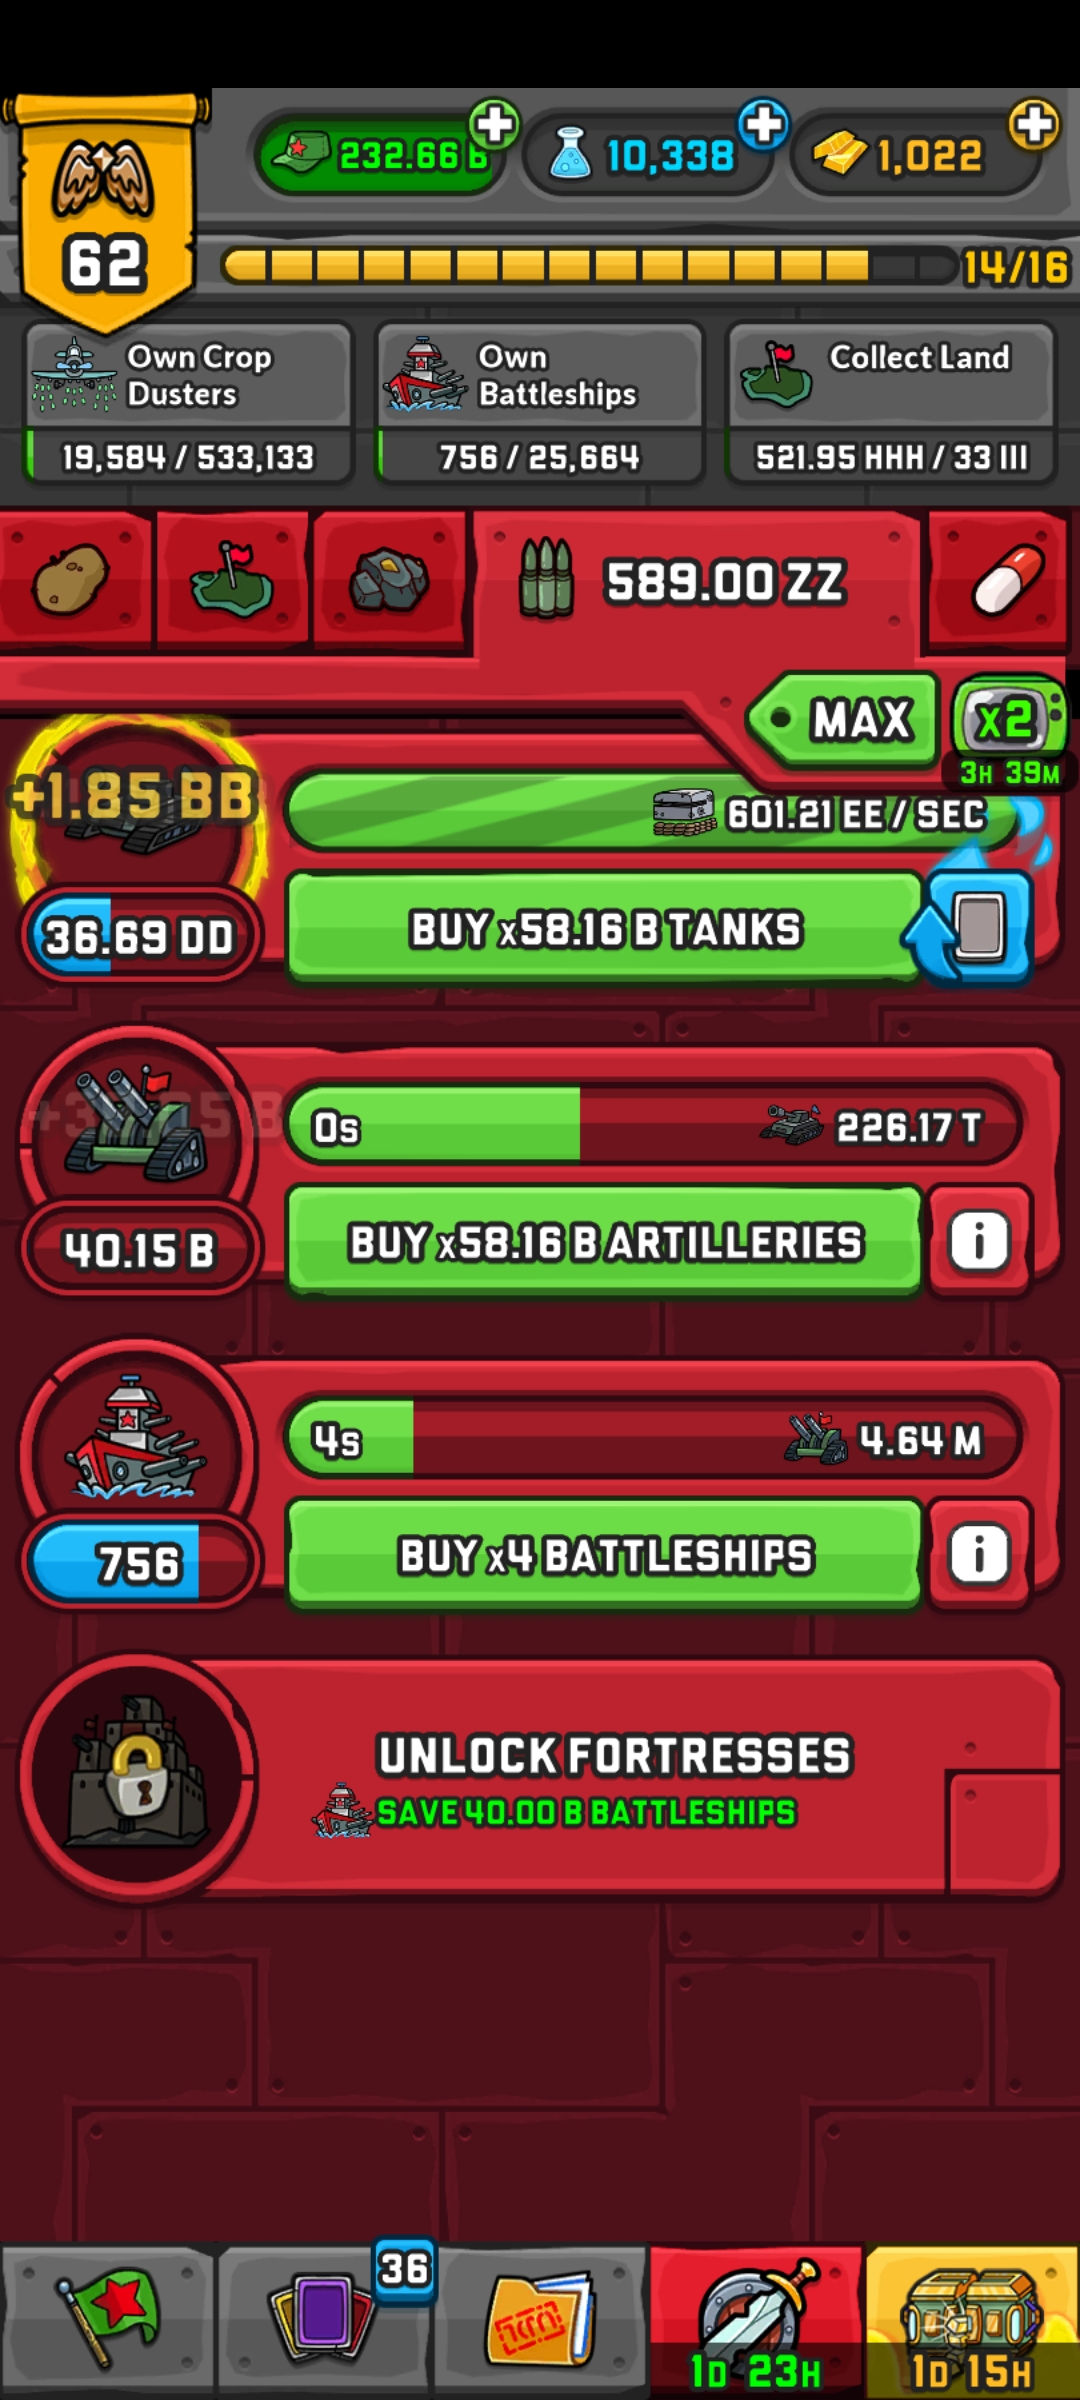 232.66 B
10,338
1,022
62
14/16
Own Crop
Dusters
19,584 / 533,133
Own
Battleships
756 / 25,664
Collect Land
521.95 HHH / 33 III
589.00 ZZ
MAX
x2
3H 39M
+1.85 BB
601.21 EE / SEC
36.69 DD
BUY x58.16 B TANKS
0s
226.17 T
40.15 B
BUY x58.16 B ARTILLERIES
4s
4.64 M
756
BUY x4 BATTLESHIPS
UNLOCK FORTRESSES
SAVE 40.00 B BATTLESHIPS
36
1D 23H
1D 15H